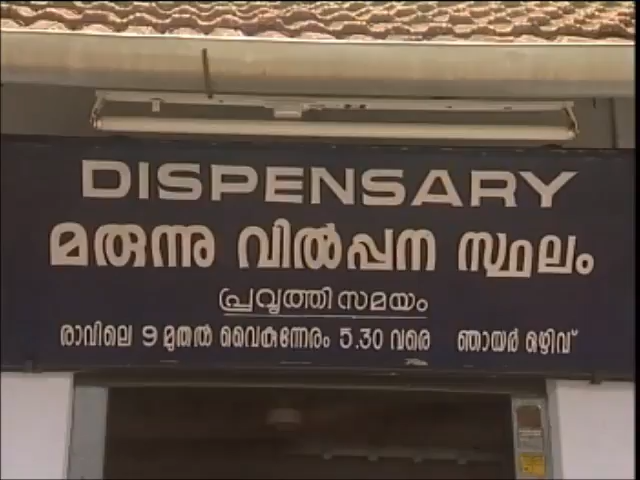 DISPENSARY
മരുന്നു വിൽപ്പന സ്ഥലം
പ്രവൃത്തി സമയം
രാവിലെ 9 മുതൽ വൈകുന്നേരം 5.30 വരെ ഞായർ ഒഴിവ്